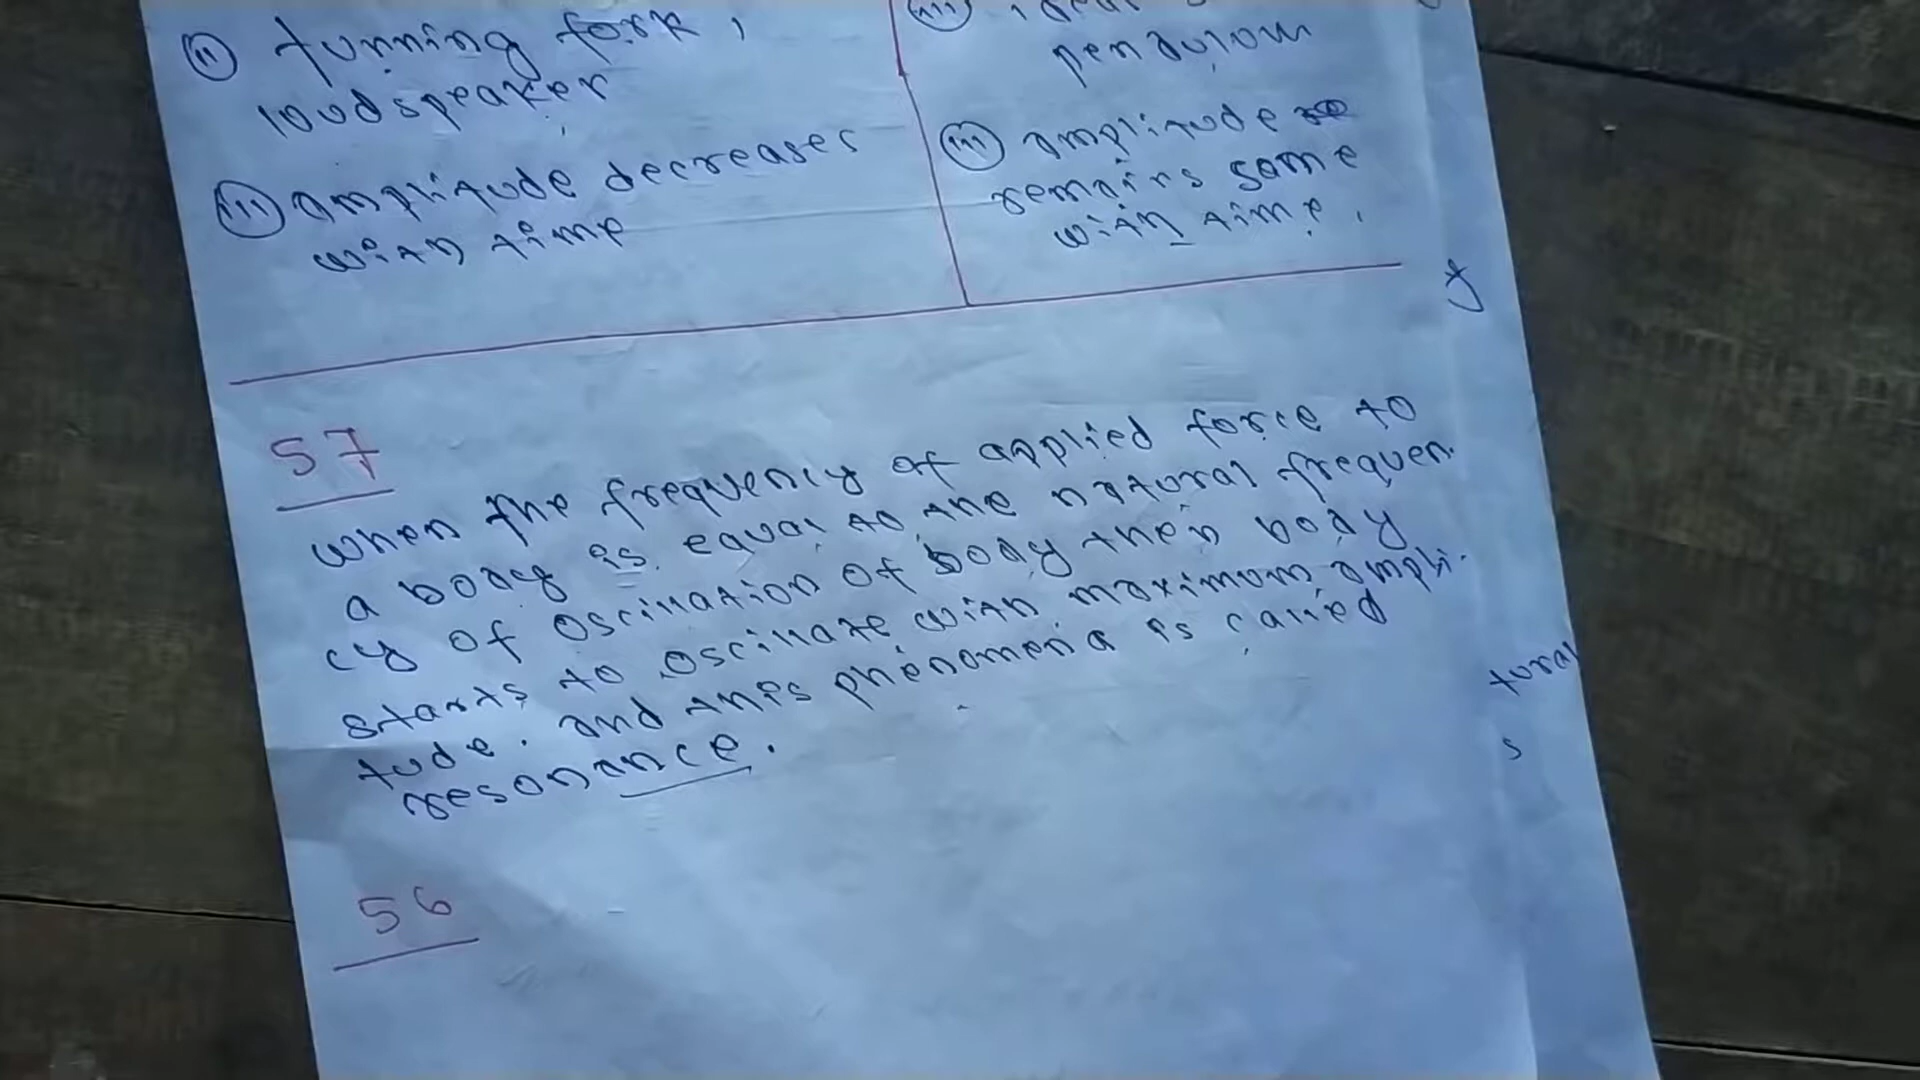 (ii) tunning fork,
loudspeaker
(iii) amplitude decreases
with time
pendulom
(iii) amplitude
remains same
with time.
57
when the frequency of applied force to
a body is equal to the natural frequen-
cy of oscillation of body then body
starts to oscillate with maximum ampli-
tude. and this phenomena is called
resonance.
tural
s
56